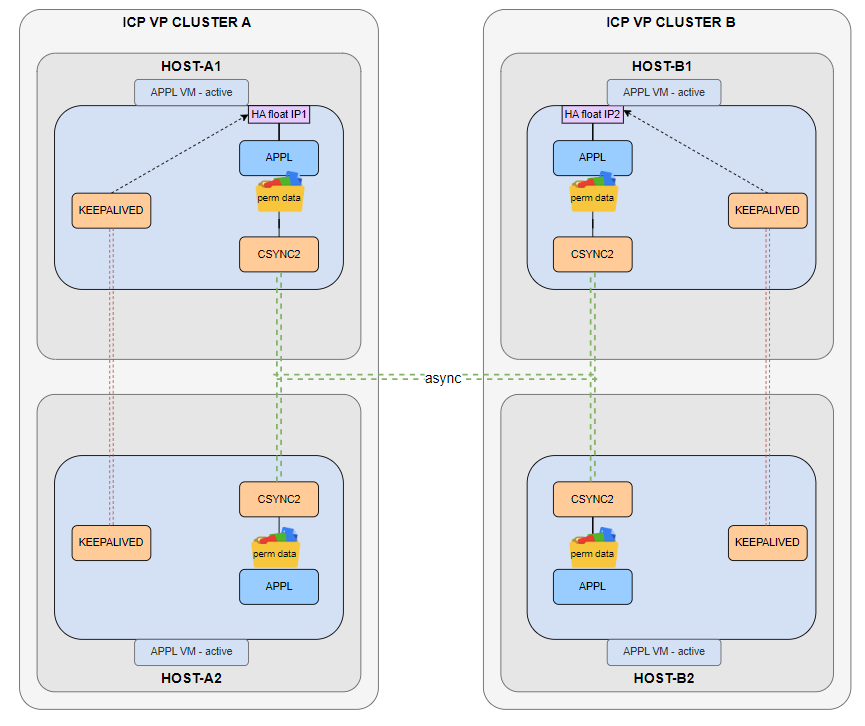 ICP VP CLUSTER A
ICP VP CLUSTER B
HOST-A1
HOST-B1
APPL VM - active
APPL VM - active
HA float IP1
HA float IP2
APPL
APPL
perm data
perm data
KEEPALIVED
KEEPALIVED
CSYNC2
CSYNC2
async
CSYNC2
CSYNC2
KEEPALIVED
perm data
perm data
KEEPALIVED
APPL
APPL
APPL VM - active
APPL VM - active
HOST-A2
HOST-B2